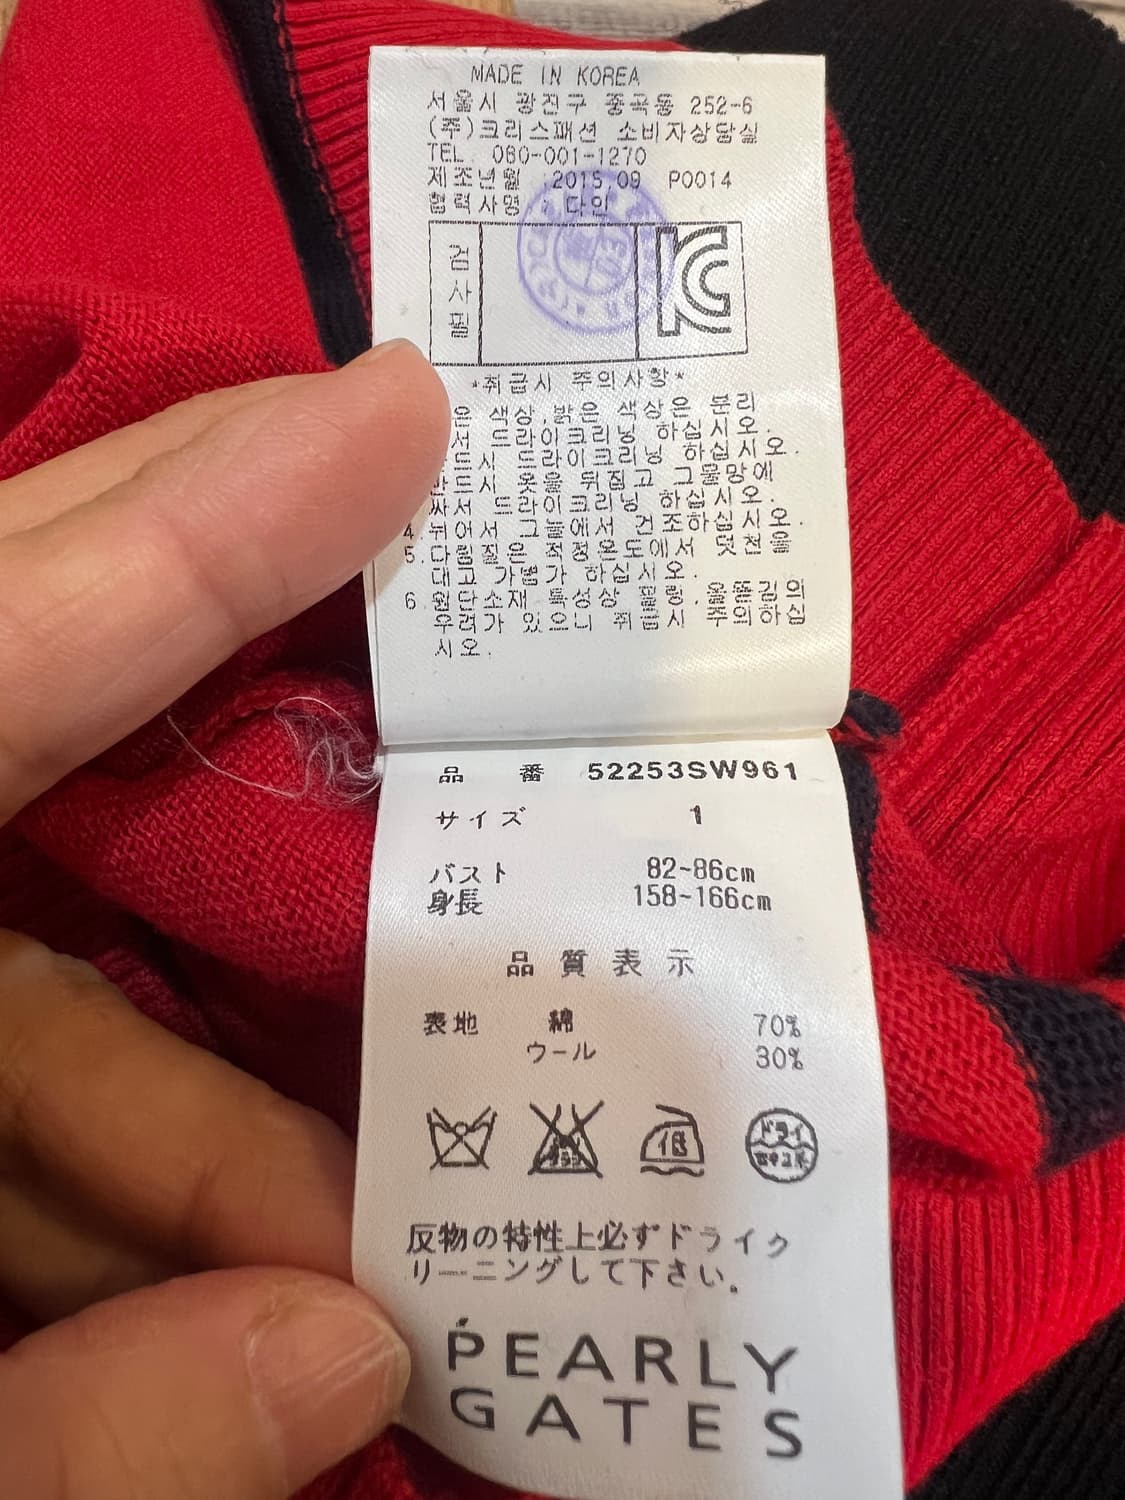 MADE IN KOREA
서울시 광진구 중곡동 252-6
(주)크리스패션 소비자상담실
TEL. 080-001-1270
제조년월 :2015.09 P0014
협력사명 : 다인
검사필
*취급시 주의사항*
은 색상,밝은 색상은 분리
서 드라이크리닝 하십시오.
드시 드라이크리닝 하십시오.
반드시 옷을 뒤집고 그물망에
싸서 드라이크리닝 하십시오.
4.뉘어서 그늘에서 건조하십시오.
5.다림질은 적정온도에서 덧천을
대고 가볍가 하십시오.
6.원단소재 특성상 필링,올뜯김의
우려가 있으니 취급시 주의하십
시오.
品番 52253SW961
サイズ 1
バスト 82~86cm
身長 158~166cm
品質表示
表地 綿 70%
ウール 30%
低 ドライ
反物の特性上必ずドライク
リーニングして下さい。
PEARLY
GATES